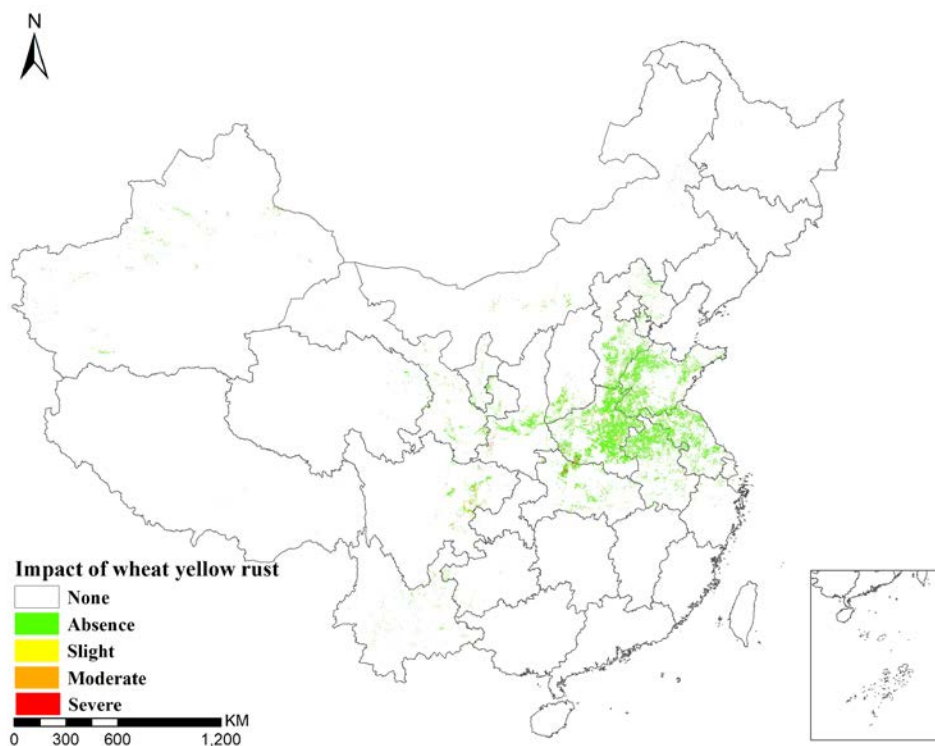 N
Impact of wheat yellow rust
None
Absence
Slight
Moderate
Severe
KM
0 300 600 1,200